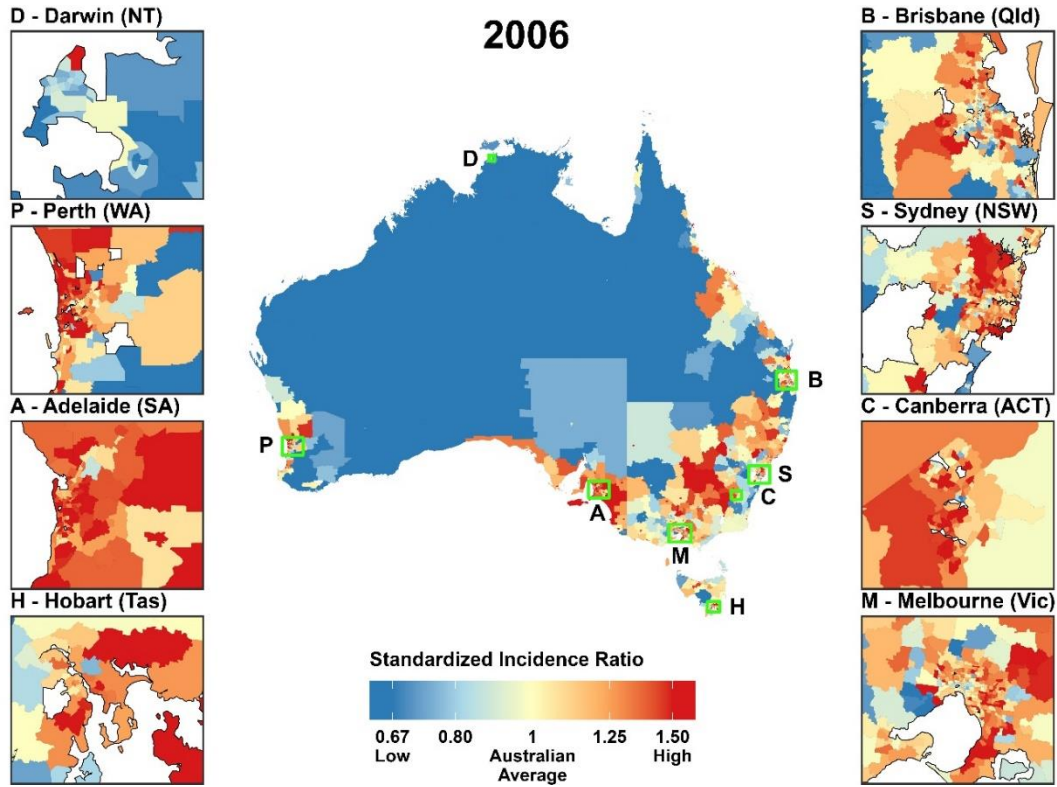 2006
D - Darwin (NT)
P - Perth (WA)
A - Adelaide (SA)
H - Hobart (Tas)
D
P
A
M
H
B
S
C
B - Brisbane (Qld)
S - Sydney (NSW)
C - Canberra (ACT)
M - Melbourne (Vic)
Standardized Incidence Ratio
0.67 0.80 1 1.25 1.50
Low Australian High
Average